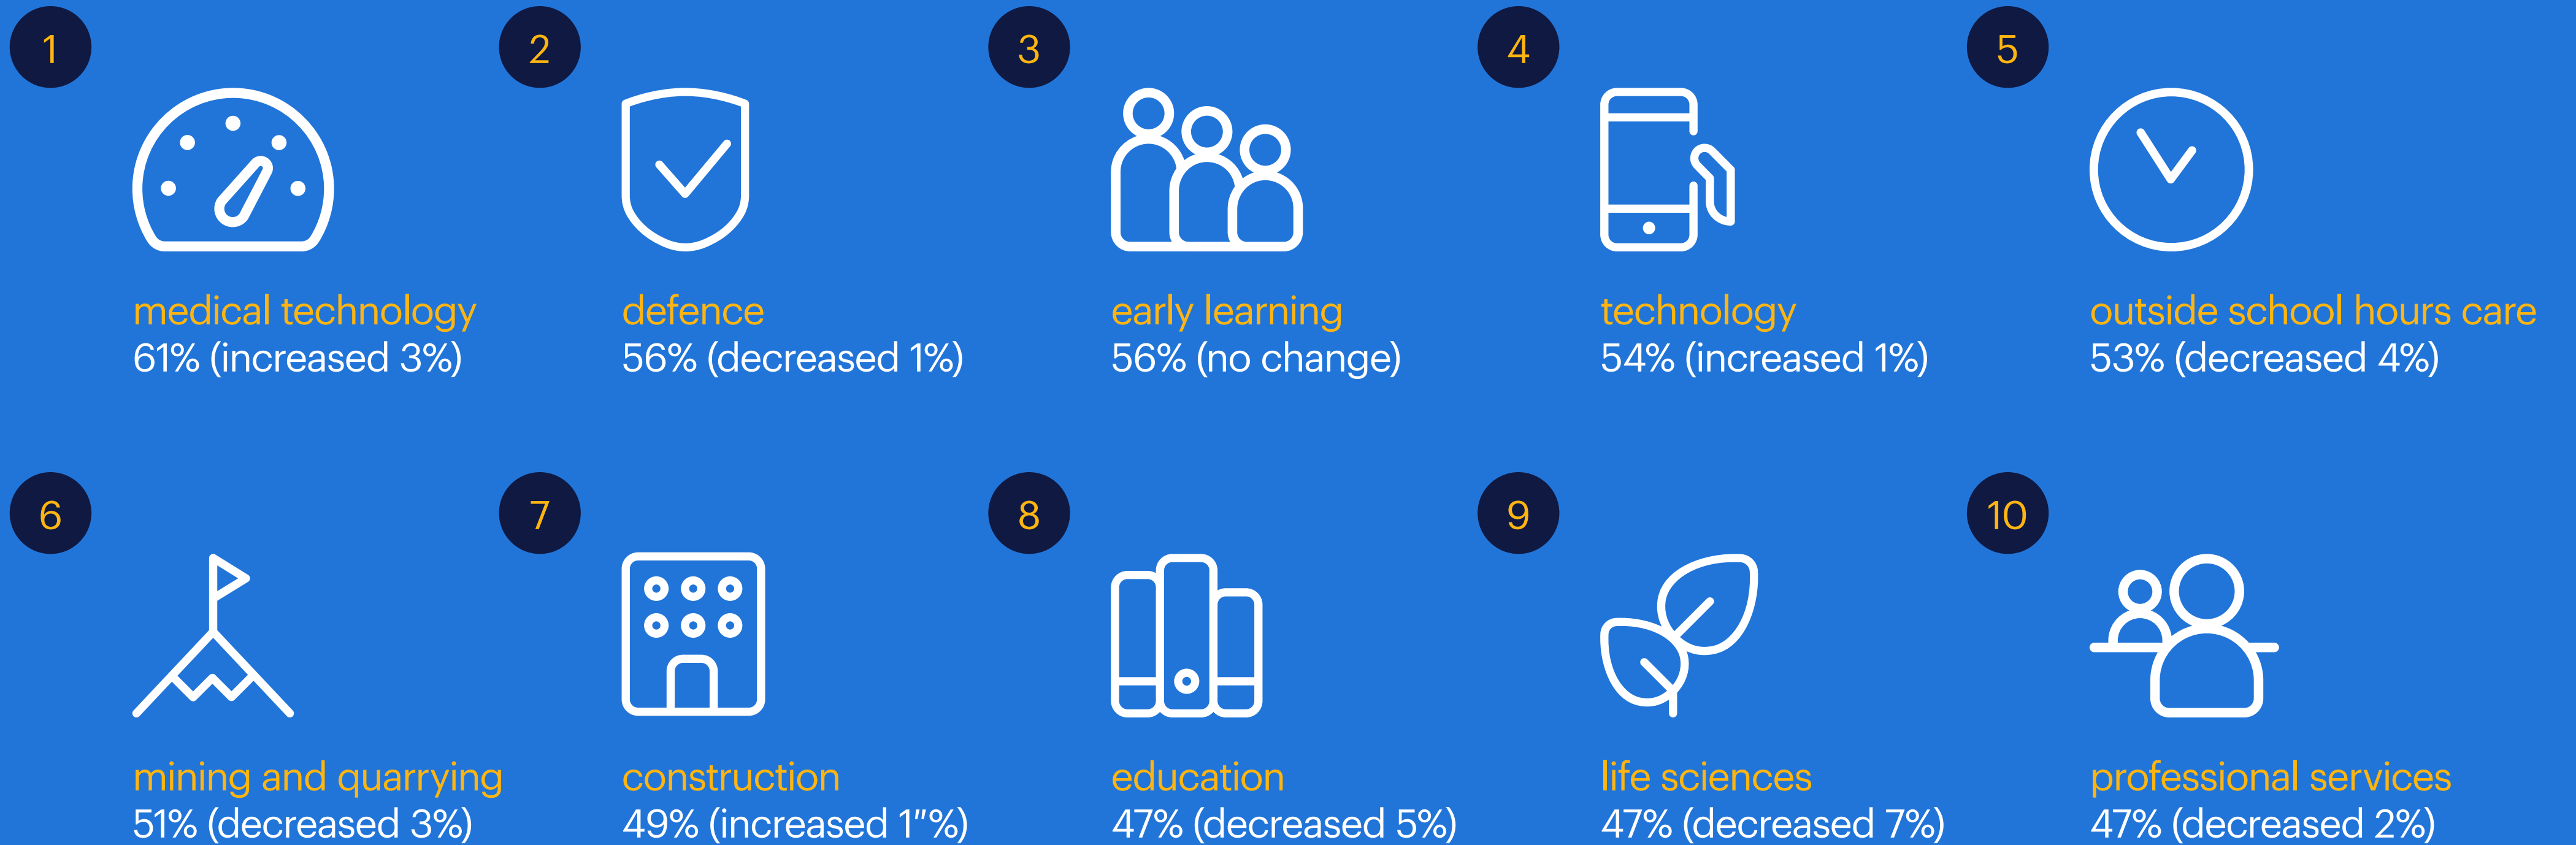 1
medical technology
61% (increased 3%)
2
defence
56% (decreased 1%)
3
early learning
56% (no change)
4
technology
54% (increased 1%)
5
outside school hours care
53% (decreased 4%)
6
mining and quarrying
51% (decreased 3%)
7
construction
49% (increased 1"%)
8
education
47% (decreased 5%)
9
life sciences
47% (decreased 7%)
10
professional services
47% (decreased 2%)